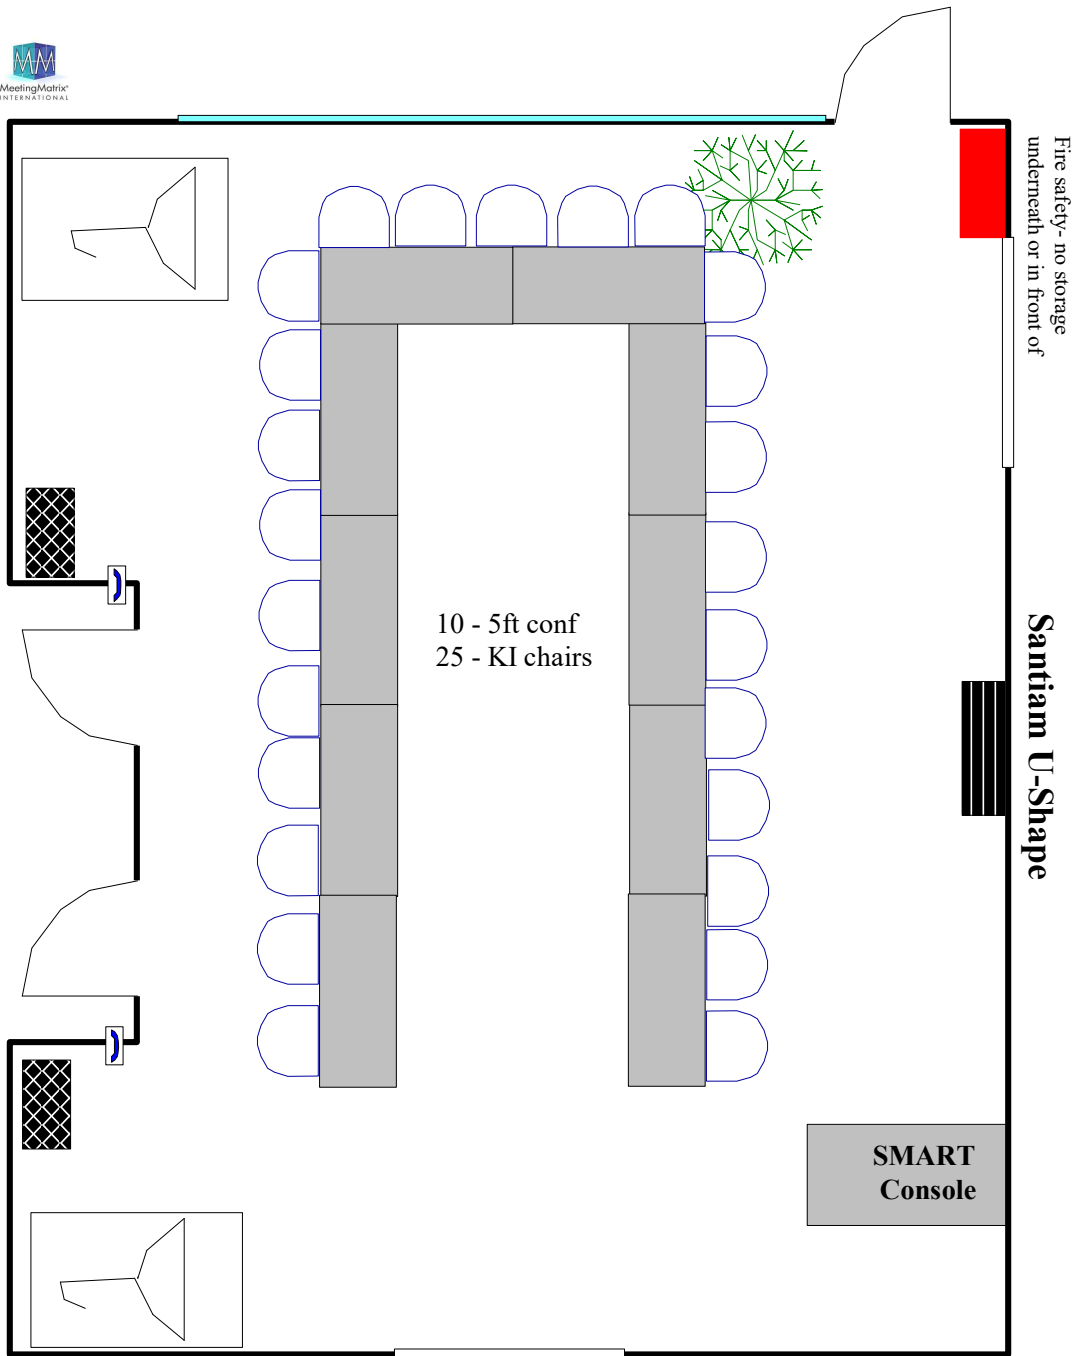 MM
MeetingMatrix®
INTERNATIONAL
Fire safety- no storage
underneath or in front of
10 - 5ft conf
25 - KI chairs
Santiam U-Shape
SMART
Console